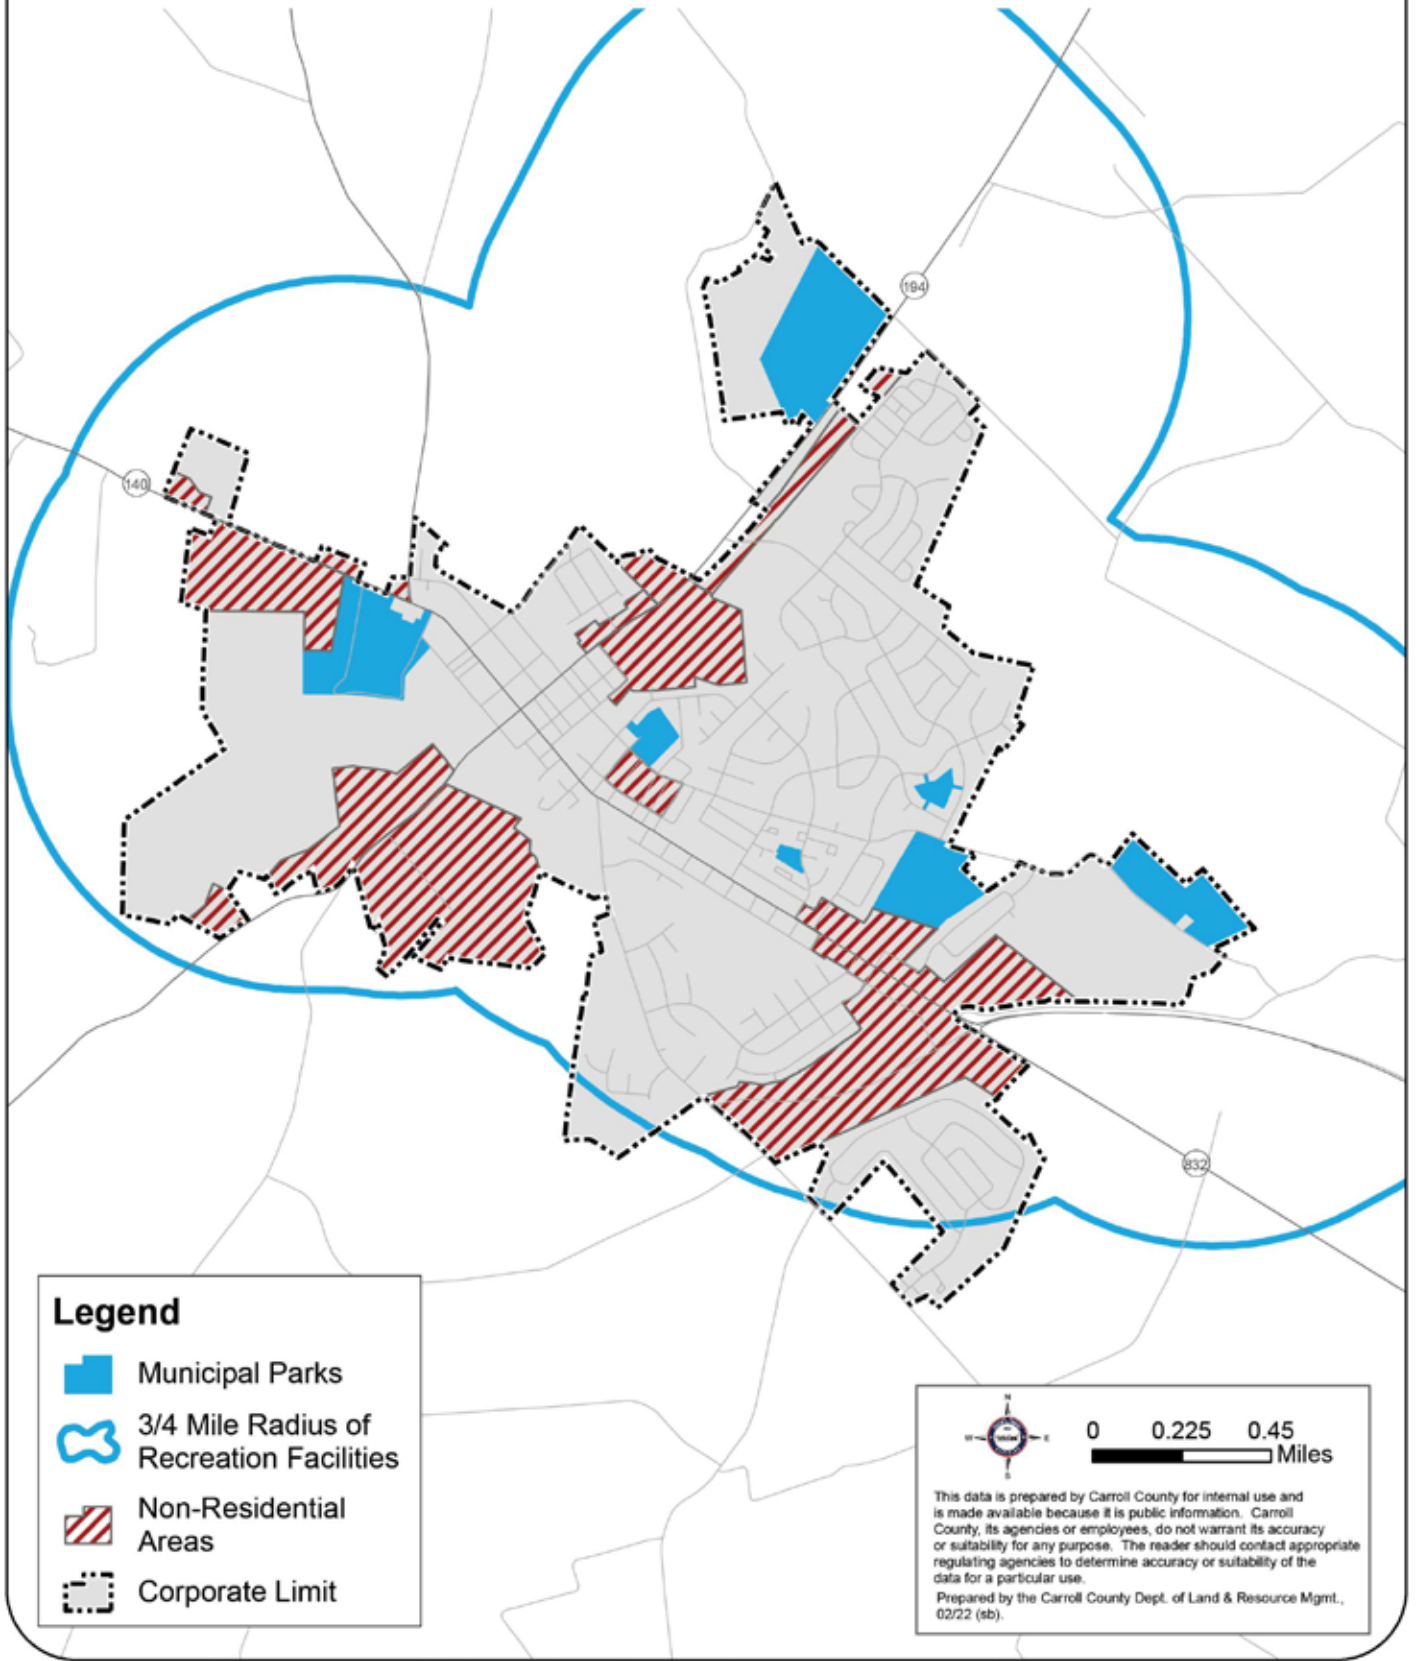 194
140
832
Legend
Municipal Parks
3/4 Mile Radius of
Recreation Facilities
Non-Residential
Areas
Corporate Limit
N
W
E
S
0 0.225 0.45
Miles
This data is prepared by Carroll County for internal use and
is made available because it is public information. Carroll
County, its agencies or employees, do not warrant its accuracy
or suitability for any purpose. The reader should contact appropriate
regulating agencies to determine accuracy or suitability of the
data for a particular use.
Prepared by the Carroll County Dept. of Land & Resource Mgmt.,
02/22 (sb).